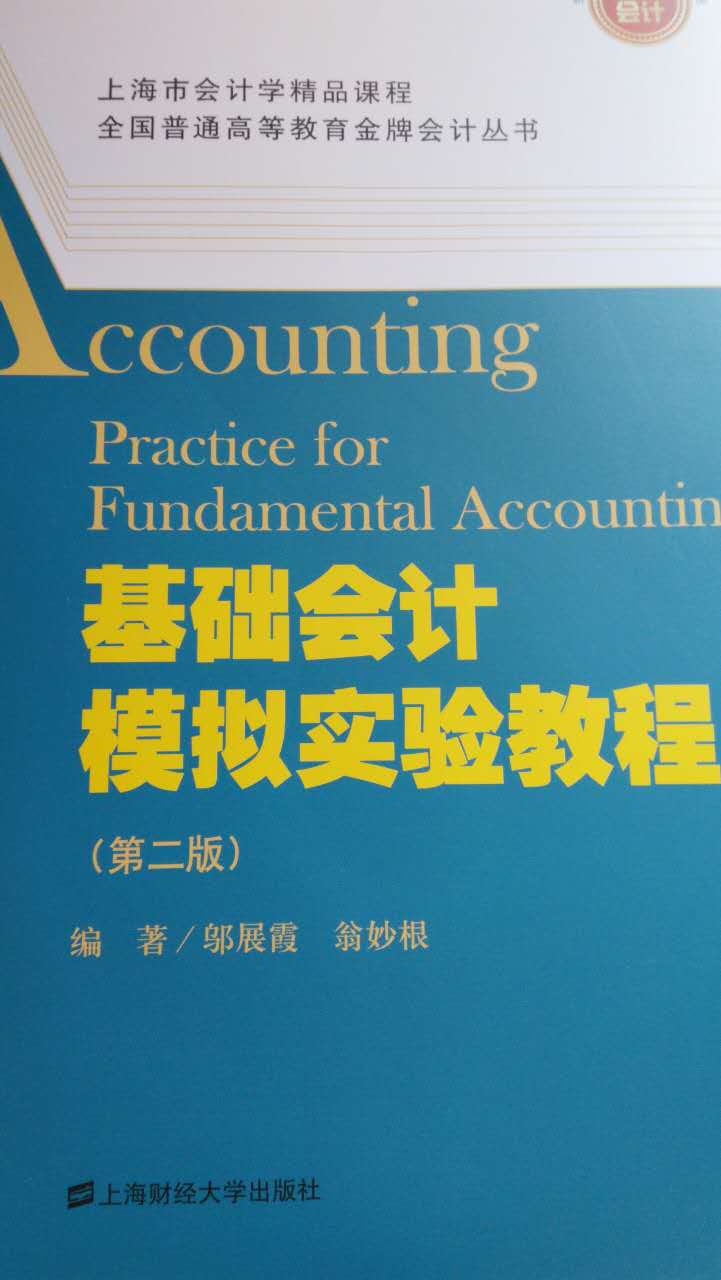 会计
上海市会计学精品课程
全国普通高等教育金牌会计丛书
Accounting
Practice for
Fundamental Accountin
基础会计
模拟实验教程
（第二版）
编 著／邬展霞 翁妙根
上海财经大学出版社